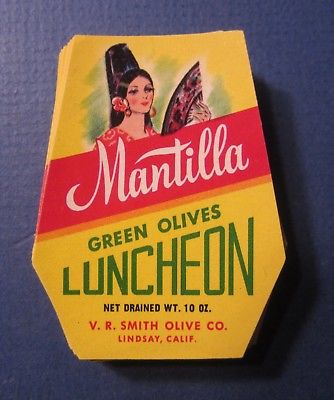 Mantilla
GREEN OLIVES
LUNCHEON
NET DRAINED WT. 10 OZ.
V. R. SMITH OLIVE CO.
LINDSAY, CALIF.